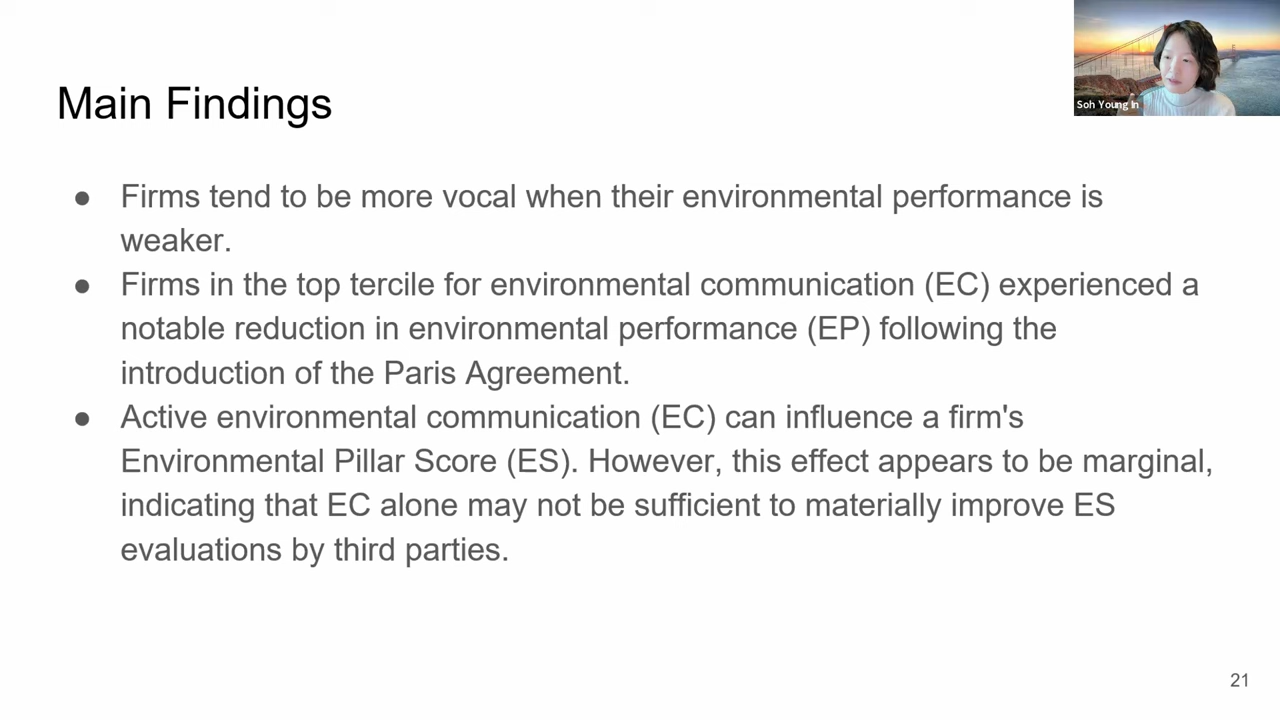 Soh Young In
Main Findings
● Firms tend to be more vocal when their environmental performance is
weaker.
● Firms in the top tercile for environmental communication (EC) experienced a
notable reduction in environmental performance (EP) following the
introduction of the Paris Agreement.
● Active environmental communication (EC) can influence a firm's
Environmental Pillar Score (ES). However, this effect appears to be marginal,
indicating that EC alone may not be sufficient to materially improve ES
evaluations by third parties.
21